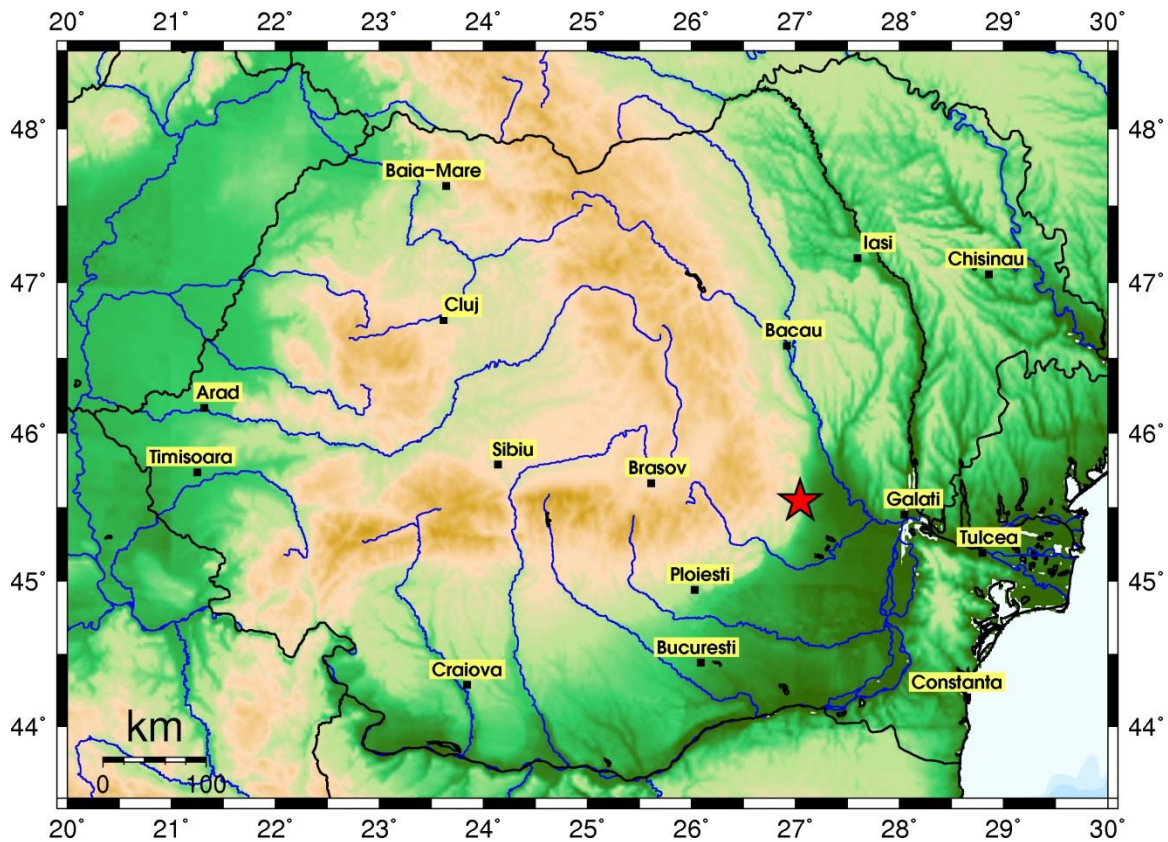 20° 21° 22° 23° 24° 25° 26° 27° 28° 29° 30°
48° 48°
Baia-Mare
Iasi
Chisinau
47° 47°
Cluj
Bacau
Arad
46° 46°
Timisoara
Sibiu
Brasov
Galati
Tulcea
45° 45°
Ploiesti
Bucuresti
Craiova
Constanta
44° 44°
km
0 100
20° 21° 22° 23° 24° 25° 26° 27° 28° 29° 30°